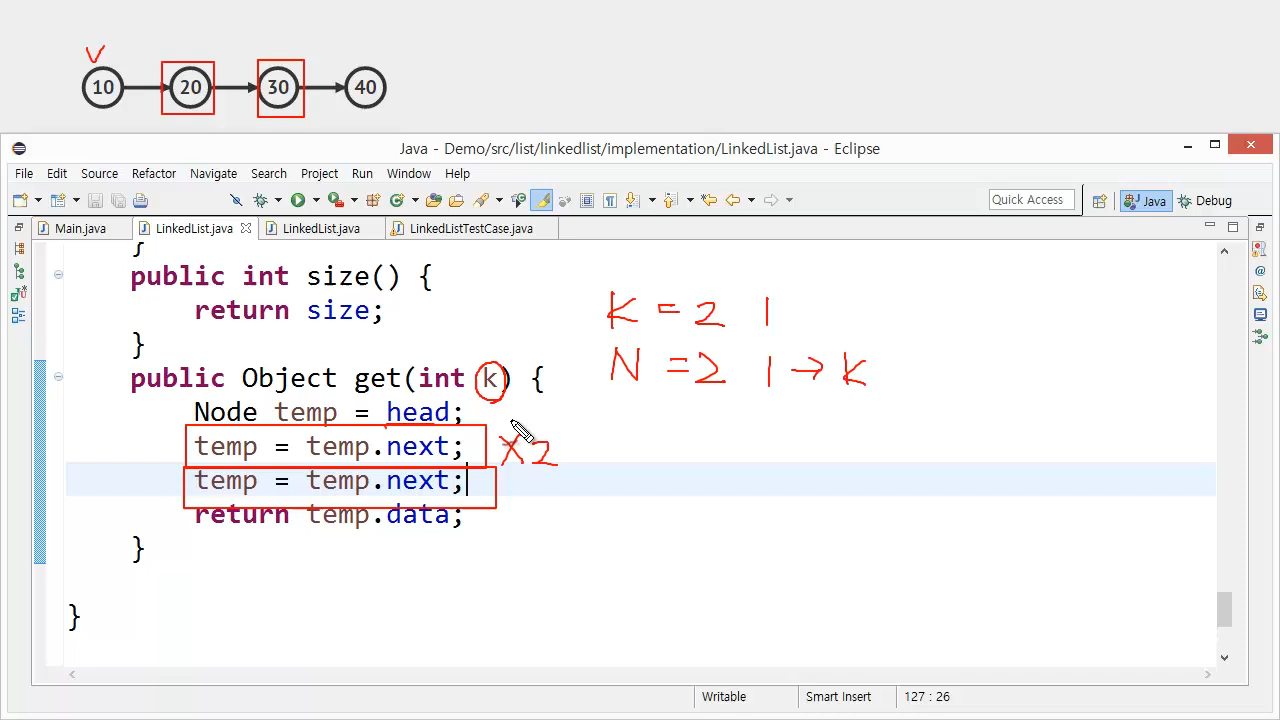 V
10 20 30 40
Java - Demo/src/list/linkedlist/implementation/LinkedList.java - Eclipse
File Edit Source Refactor Navigate Search Project Run Window Help
Quick Access Java Debug
Main.java LinkedList.java LinkedList.java LinkedListTestCase.java
}
public int size() {
return size;
}
public Object get(int k) {
Node temp = head;
temp = temp.next;
temp = temp.next;
return temp.data;
}
}
K = 2 1
N = 2 1 → k
×2
Writable Smart Insert 127 : 26